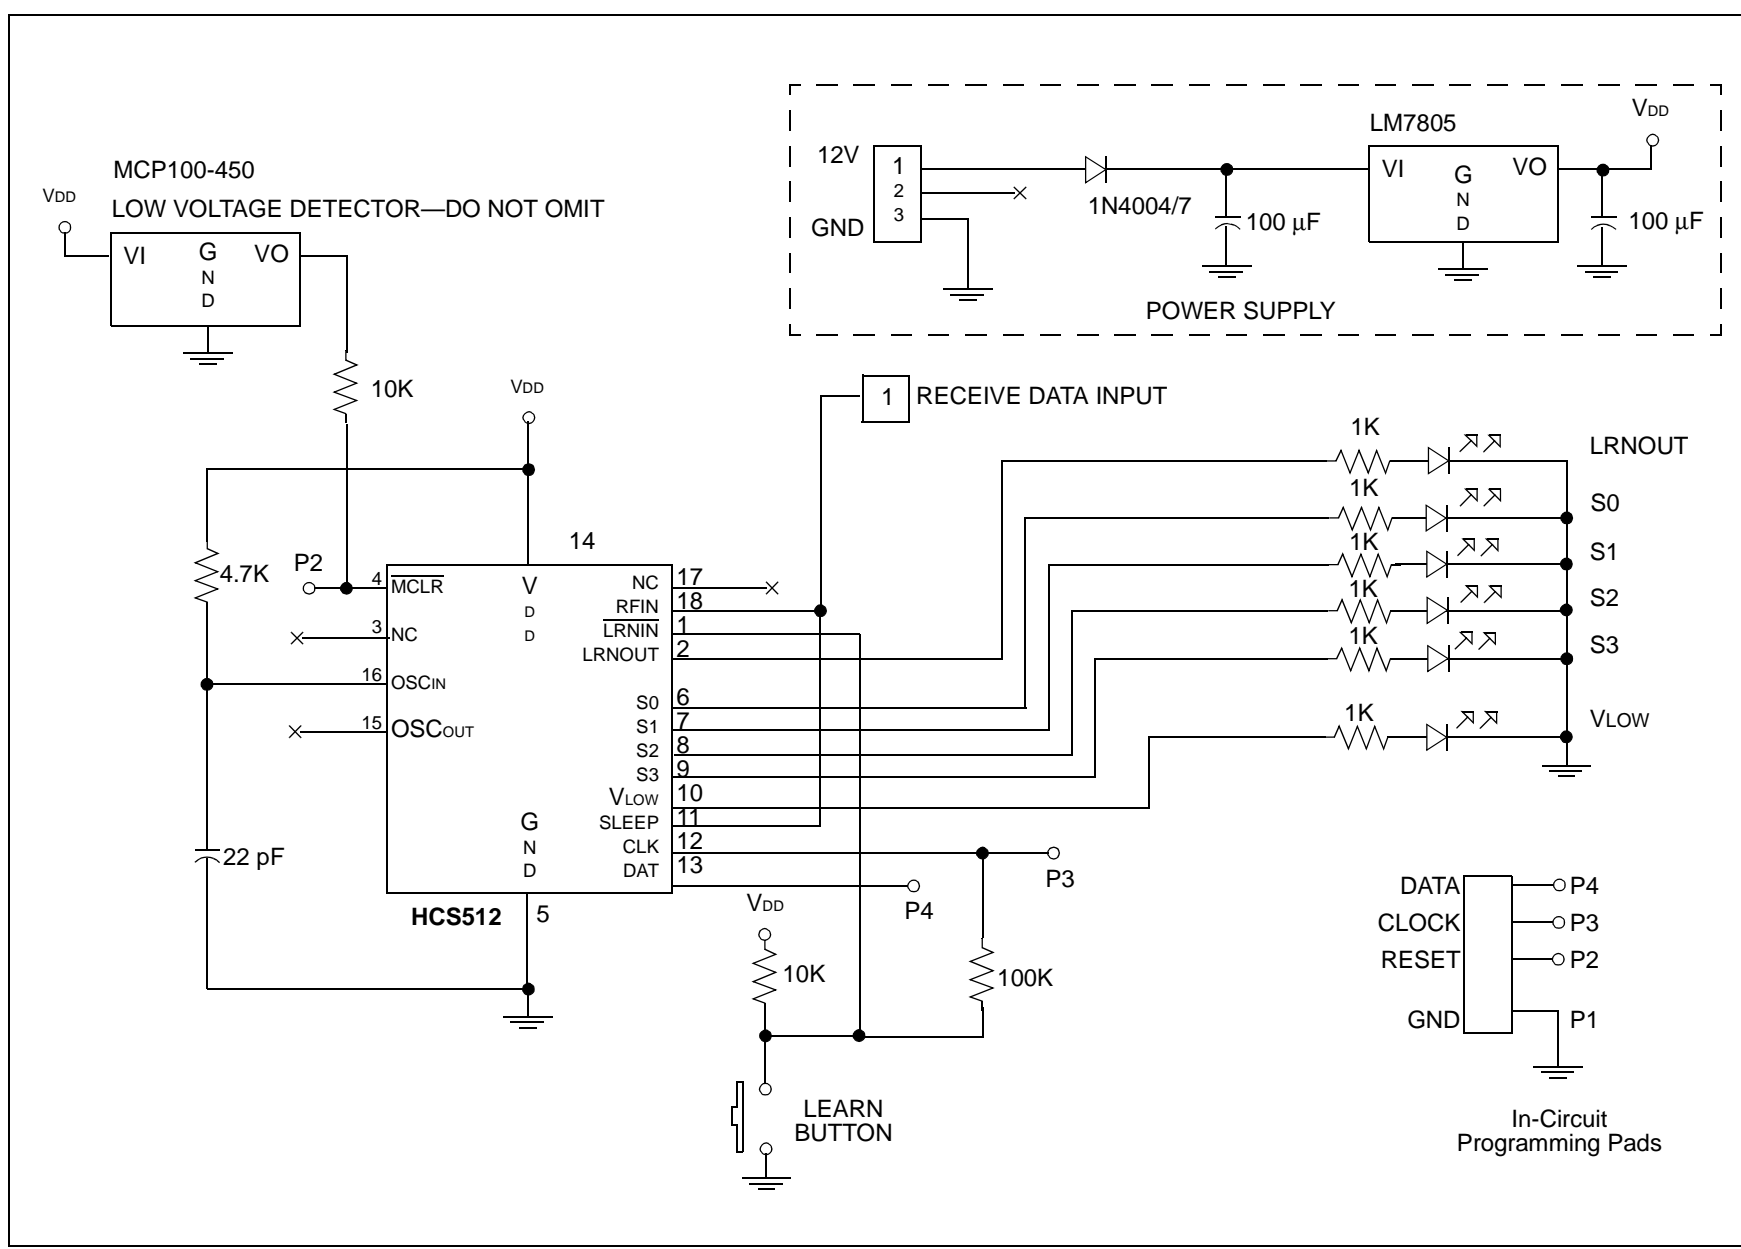 MCP100-450
LOW VOLTAGE DETECTOR—DO NOT OMIT
VDD
VI
GND
VO
10K
VDD
4.7K
P2
22 pF
12V
GND
1
2
3
1N4004/7
100 µF
LM7805
VI
GND
VO
VDD
100 µF
POWER SUPPLY
1
RECEIVE DATA INPUT
14
VDD
4
MCLR
3
NC
16
OSCIN
15
OSCOUT
NC
17
RFIN
18
LRNIN
1
LRNOUT
2
S0
6
S1
7
S2
8
S3
9
VLOW
10
SLEEP
11
CLK
12
DAT
13
GND
HCS512
5
1K
LRNOUT
1K
S0
1K
S1
1K
S2
1K
S3
1K
VLOW
P3
P4
VDD
10K
100K
LEARN
BUTTON
DATA
P4
CLOCK
P3
RESET
P2
GND
P1
In-Circuit
Programming Pads